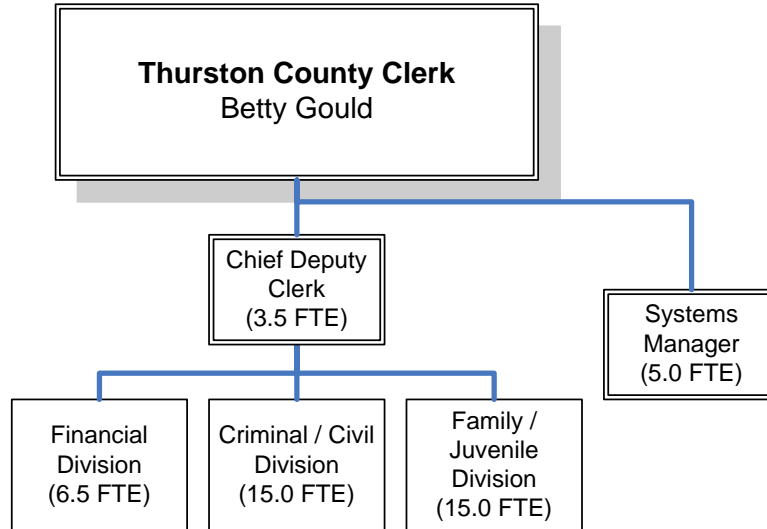 Thurston County Clerk
Betty Gould
Chief Deputy
Clerk
(3.5 FTE)
Systems
Manager
(5.0 FTE)
Financial
Division
(6.5 FTE)
Criminal / Civil
Division
(15.0 FTE)
Family /
Juvenile
Division
(15.0 FTE)